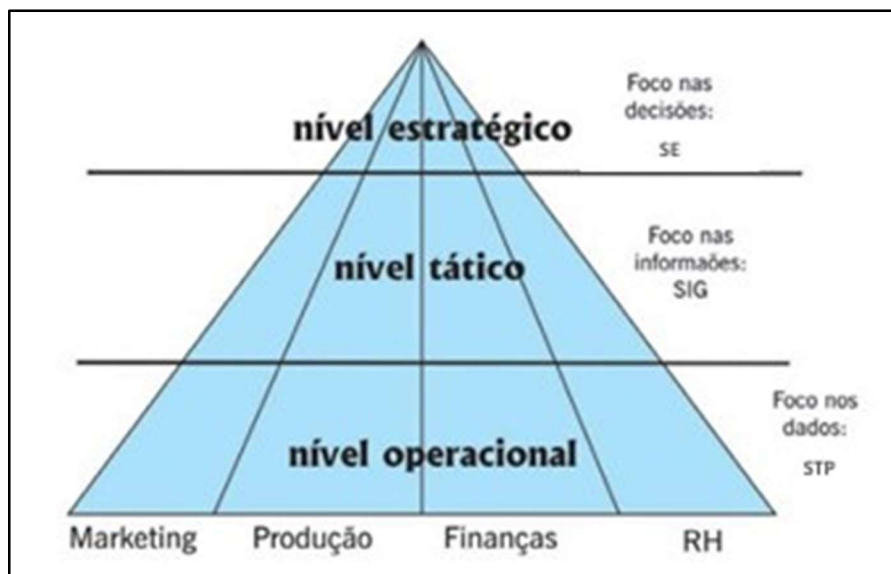 Foco nas
decisões:
SE
nível estratégico
Foco nas
informaões:
SIG
nível tático
Foco nos
dados:
STP
nível operacional
Marketing Produção Finanças RH